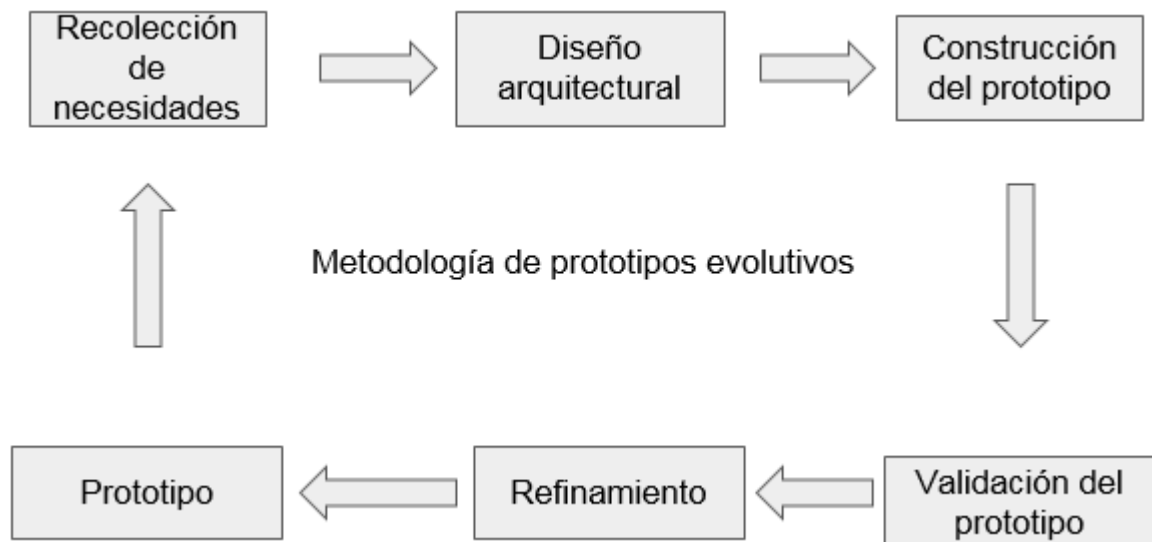 Recolección
de
necesidades
Diseño
arquitectural
Construcción
del prototipo
Metodología de prototipos evolutivos
Prototipo
Refinamiento
Validación del
prototipo